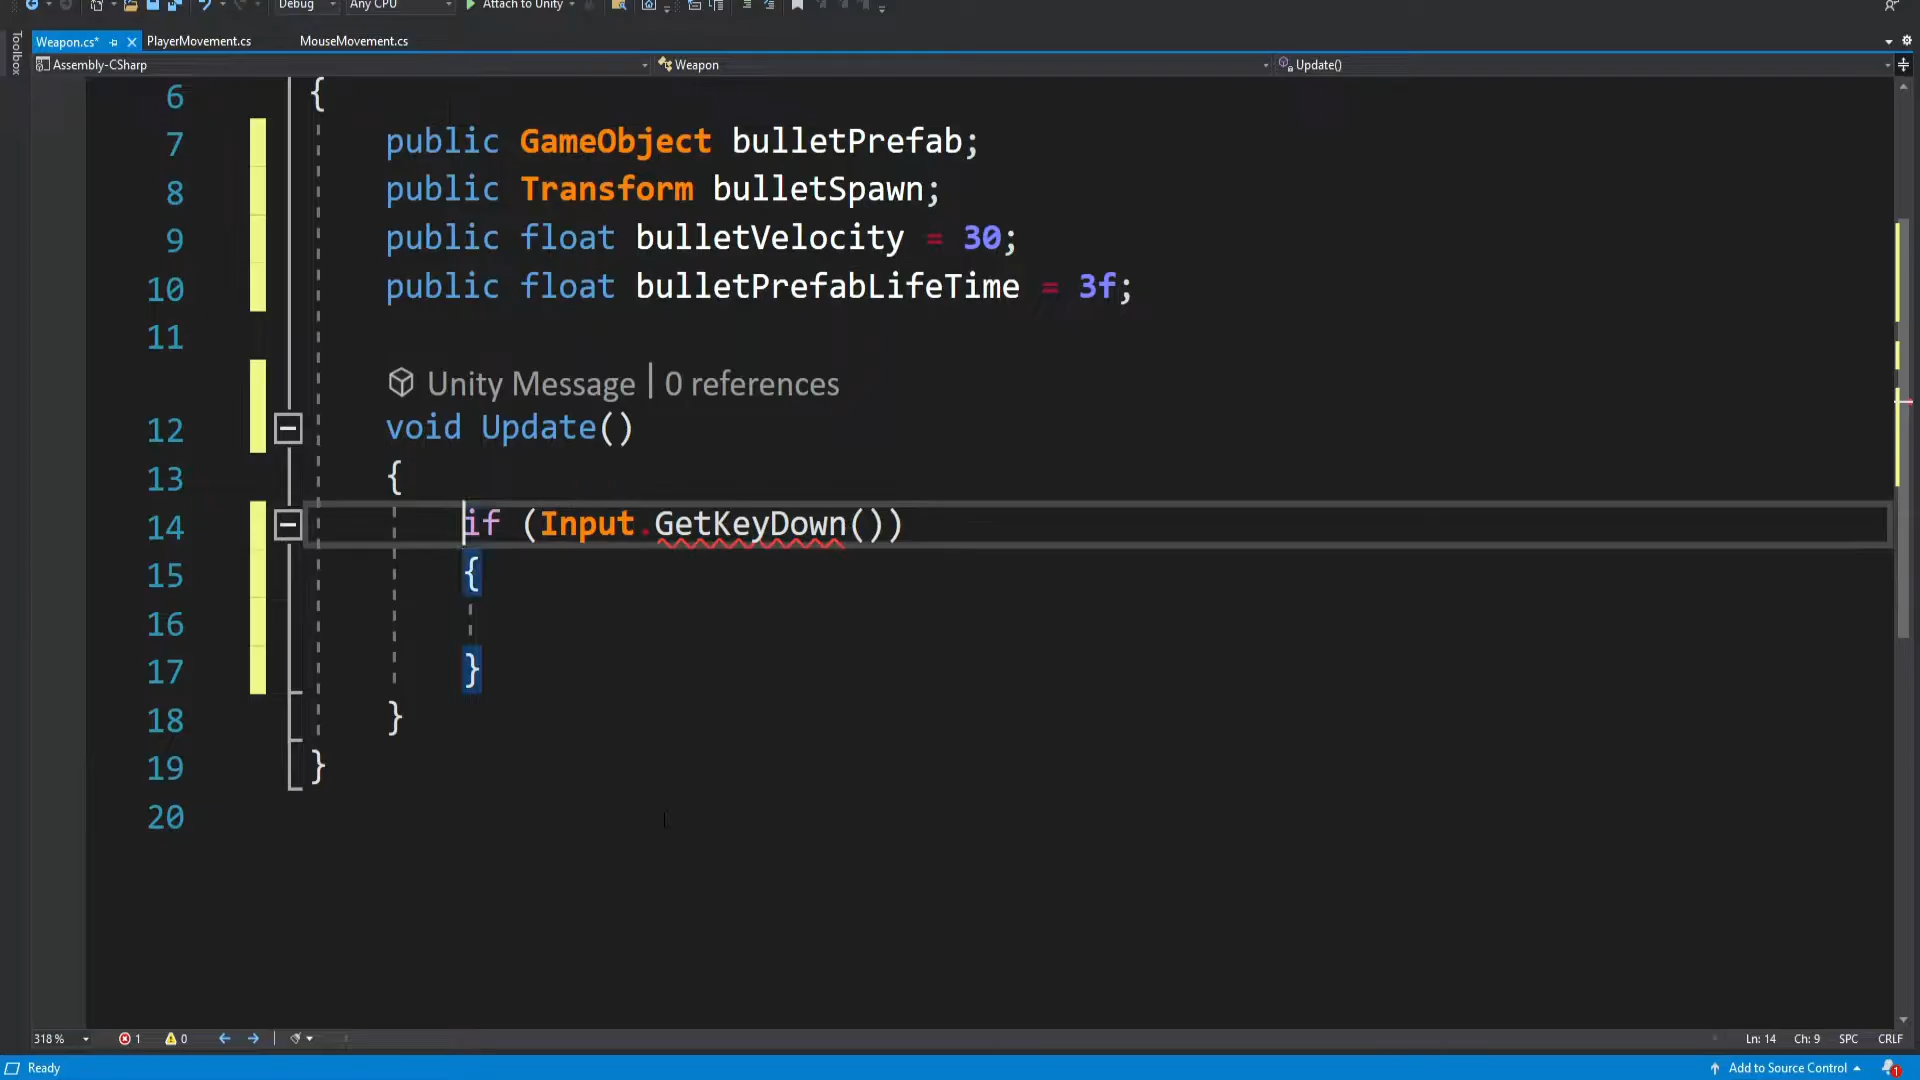 Debug Any CPU Attach to Unity
Toolbox
Weapon.cs* PlayerMovement.cs MouseMovement.cs
Assembly-CSharp Weapon Update()
6 {
7 public GameObject bulletPrefab;
8 public Transform bulletSpawn;
9 public float bulletVelocity = 30;
10 public float bulletPrefabLifeTime = 3f;
11
Unity Message | 0 references
12 void Update()
13 {
14 if (Input.GetKeyDown())
15 {
16
17 }
18 }
19 }
20
318 % 1 0 Ln: 14 Ch: 9 SPC CRLF
Ready Add to Source Control 1